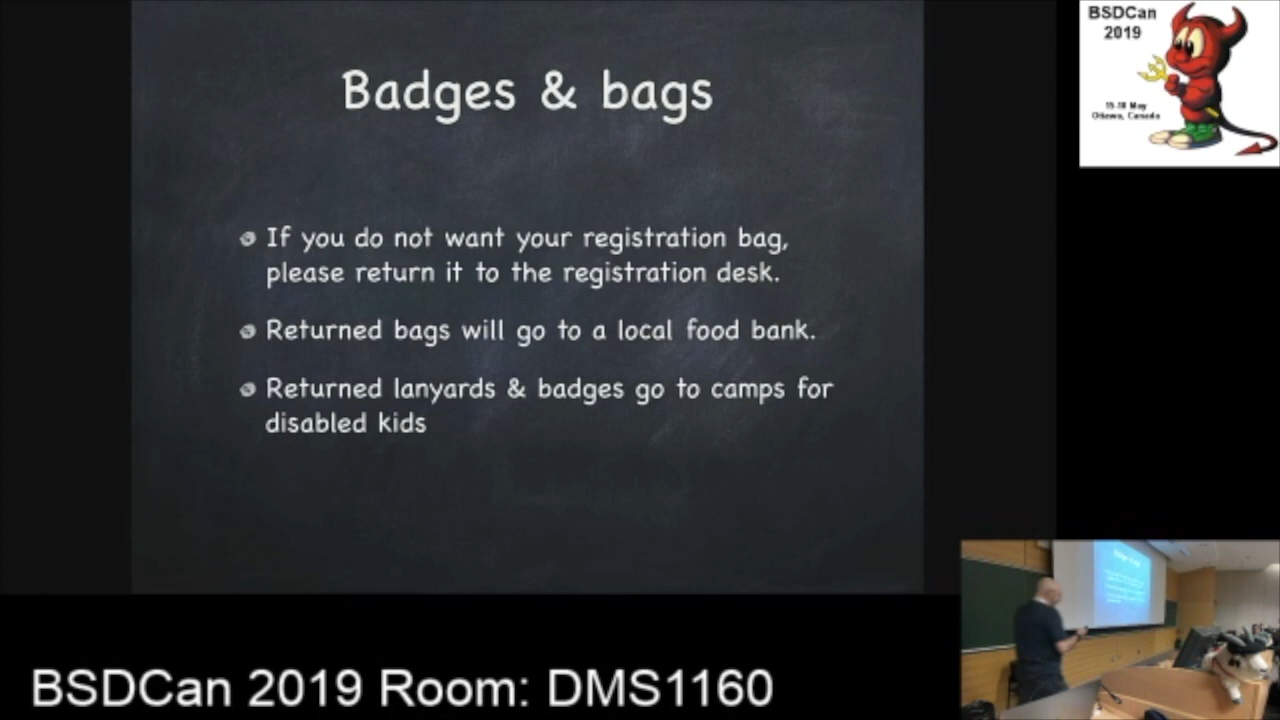 Badges & bags
If you do not want your registration bag,
please return it to the registration desk.
Returned bags will go to a local food bank.
Returned lanyards & badges go to camps for
disabled kids
BSDCan
2019
15-18 May
Ottawa, Canada
BSDCan 2019 Room: DMS1160